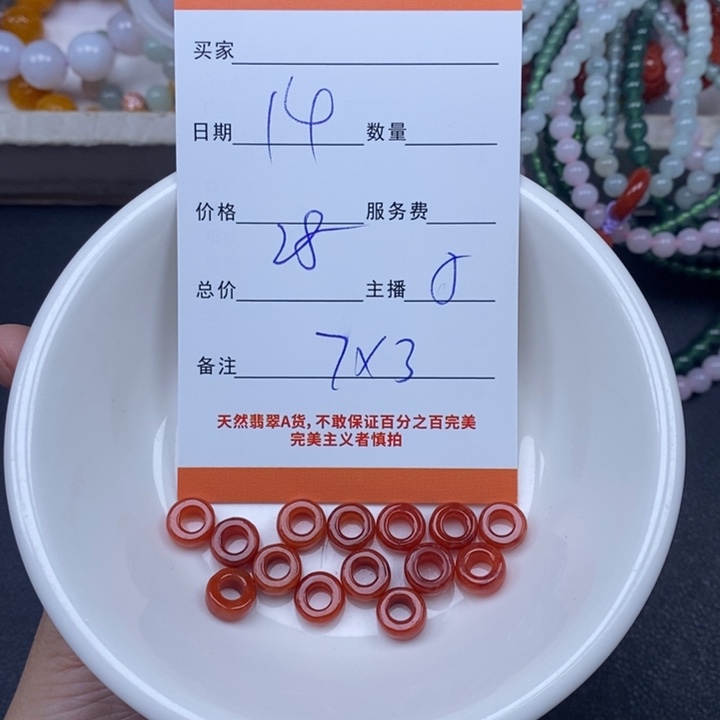 买家
日期 14 数量
价格 28 服务费
总价 主播
备注 7X3
天然翡翠A货，不敢保证百分之百完美
完美主义者慎拍